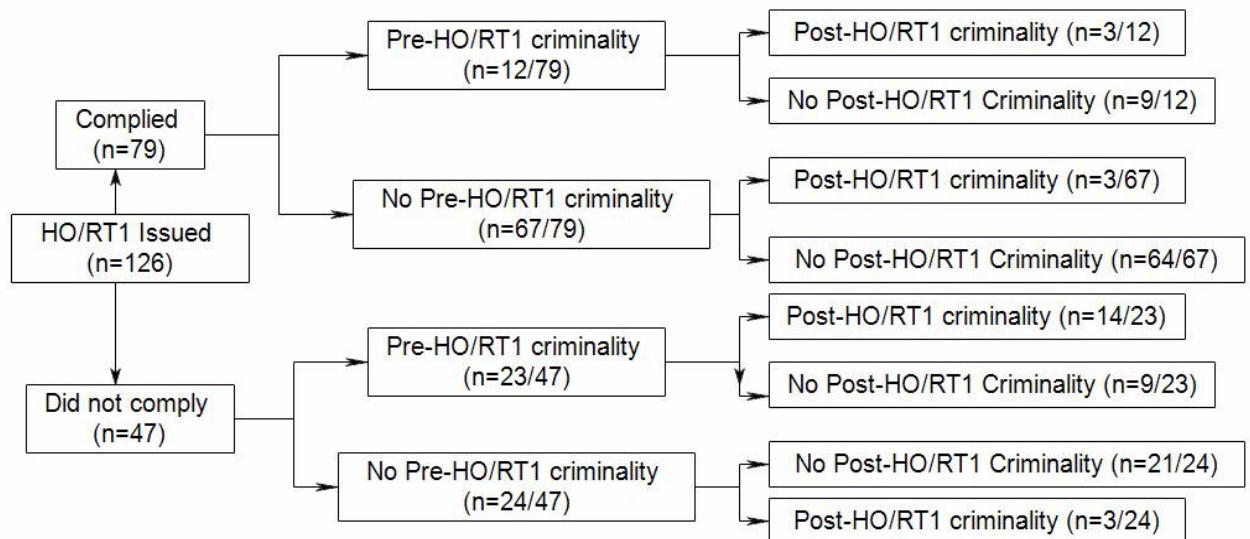 Pre-HO/RT1 criminality
(n=12/79)
Post-HO/RT1 criminality (n=3/12)
No Post-HO/RT1 Criminality (n=9/12)
Complied
(n=79)
No Pre-HO/RT1 criminality
(n=67/79)
Post-HO/RT1 criminality (n=3/67)
No Post-HO/RT1 Criminality (n=64/67)
HO/RT1 Issued
(n=126)
Pre-HO/RT1 criminality
(n=23/47)
Post-HO/RT1 criminality (n=14/23)
No Post-HO/RT1 Criminality (n=9/23)
Did not comply
(n=47)
No Pre-HO/RT1 criminality
(n=24/47)
No Post-HO/RT1 Criminality (n=21/24)
Post-HO/RT1 criminality (n=3/24)